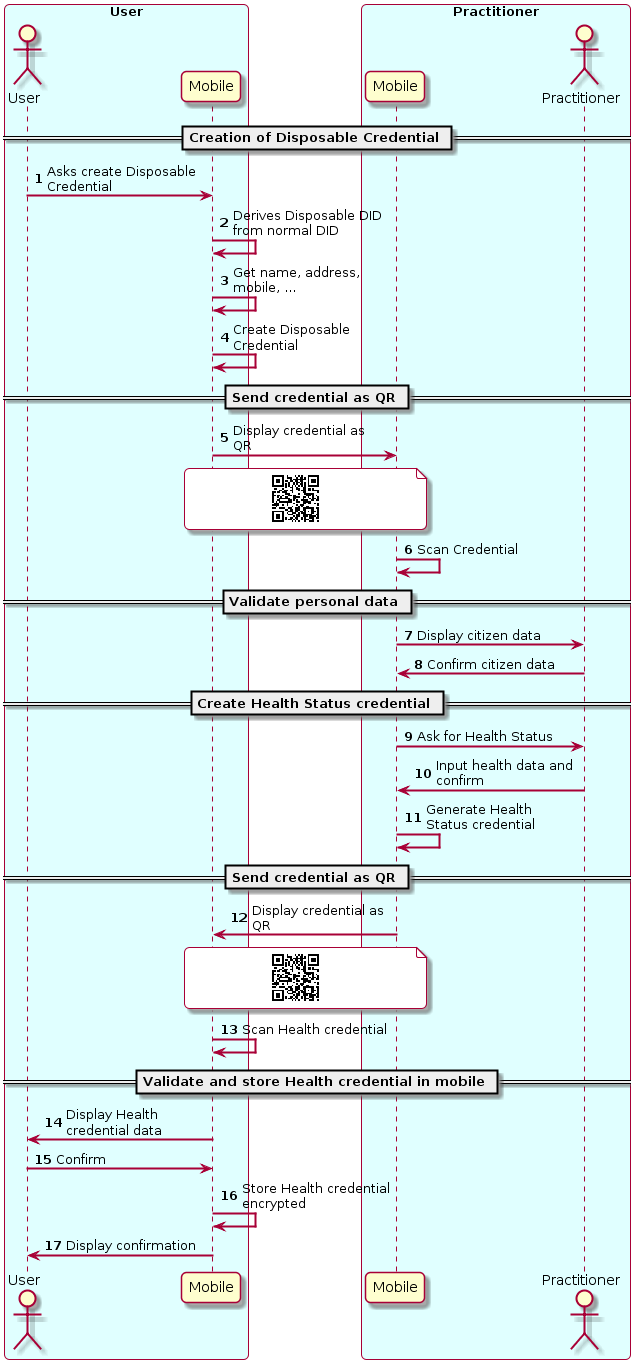 User
Practitioner
User
Mobile
Mobile
Practitioner
Creation of Disposable Credential
1 Asks create Disposable
Credential
2 Derives Disposable DID
from normal DID
3 Get name, address,
mobile, ...
4 Create Disposable
Credential
Send credential as QR
5 Display credential as
QR
6 Scan Credential
Validate personal data
7 Display citizen data
8 Confirm citizen data
Create Health Status credential
9 Ask for Health Status
10 Input health data and
confirm
11 Generate Health
Status credential
Send credential as QR
12 Display credential as
QR
13 Scan Health credential
Validate and store Health credential in mobile
14 Display Health
credential data
15 Confirm
16 Store Health credential
encrypted
17 Display confirmation
User
Mobile
Mobile
Practitioner